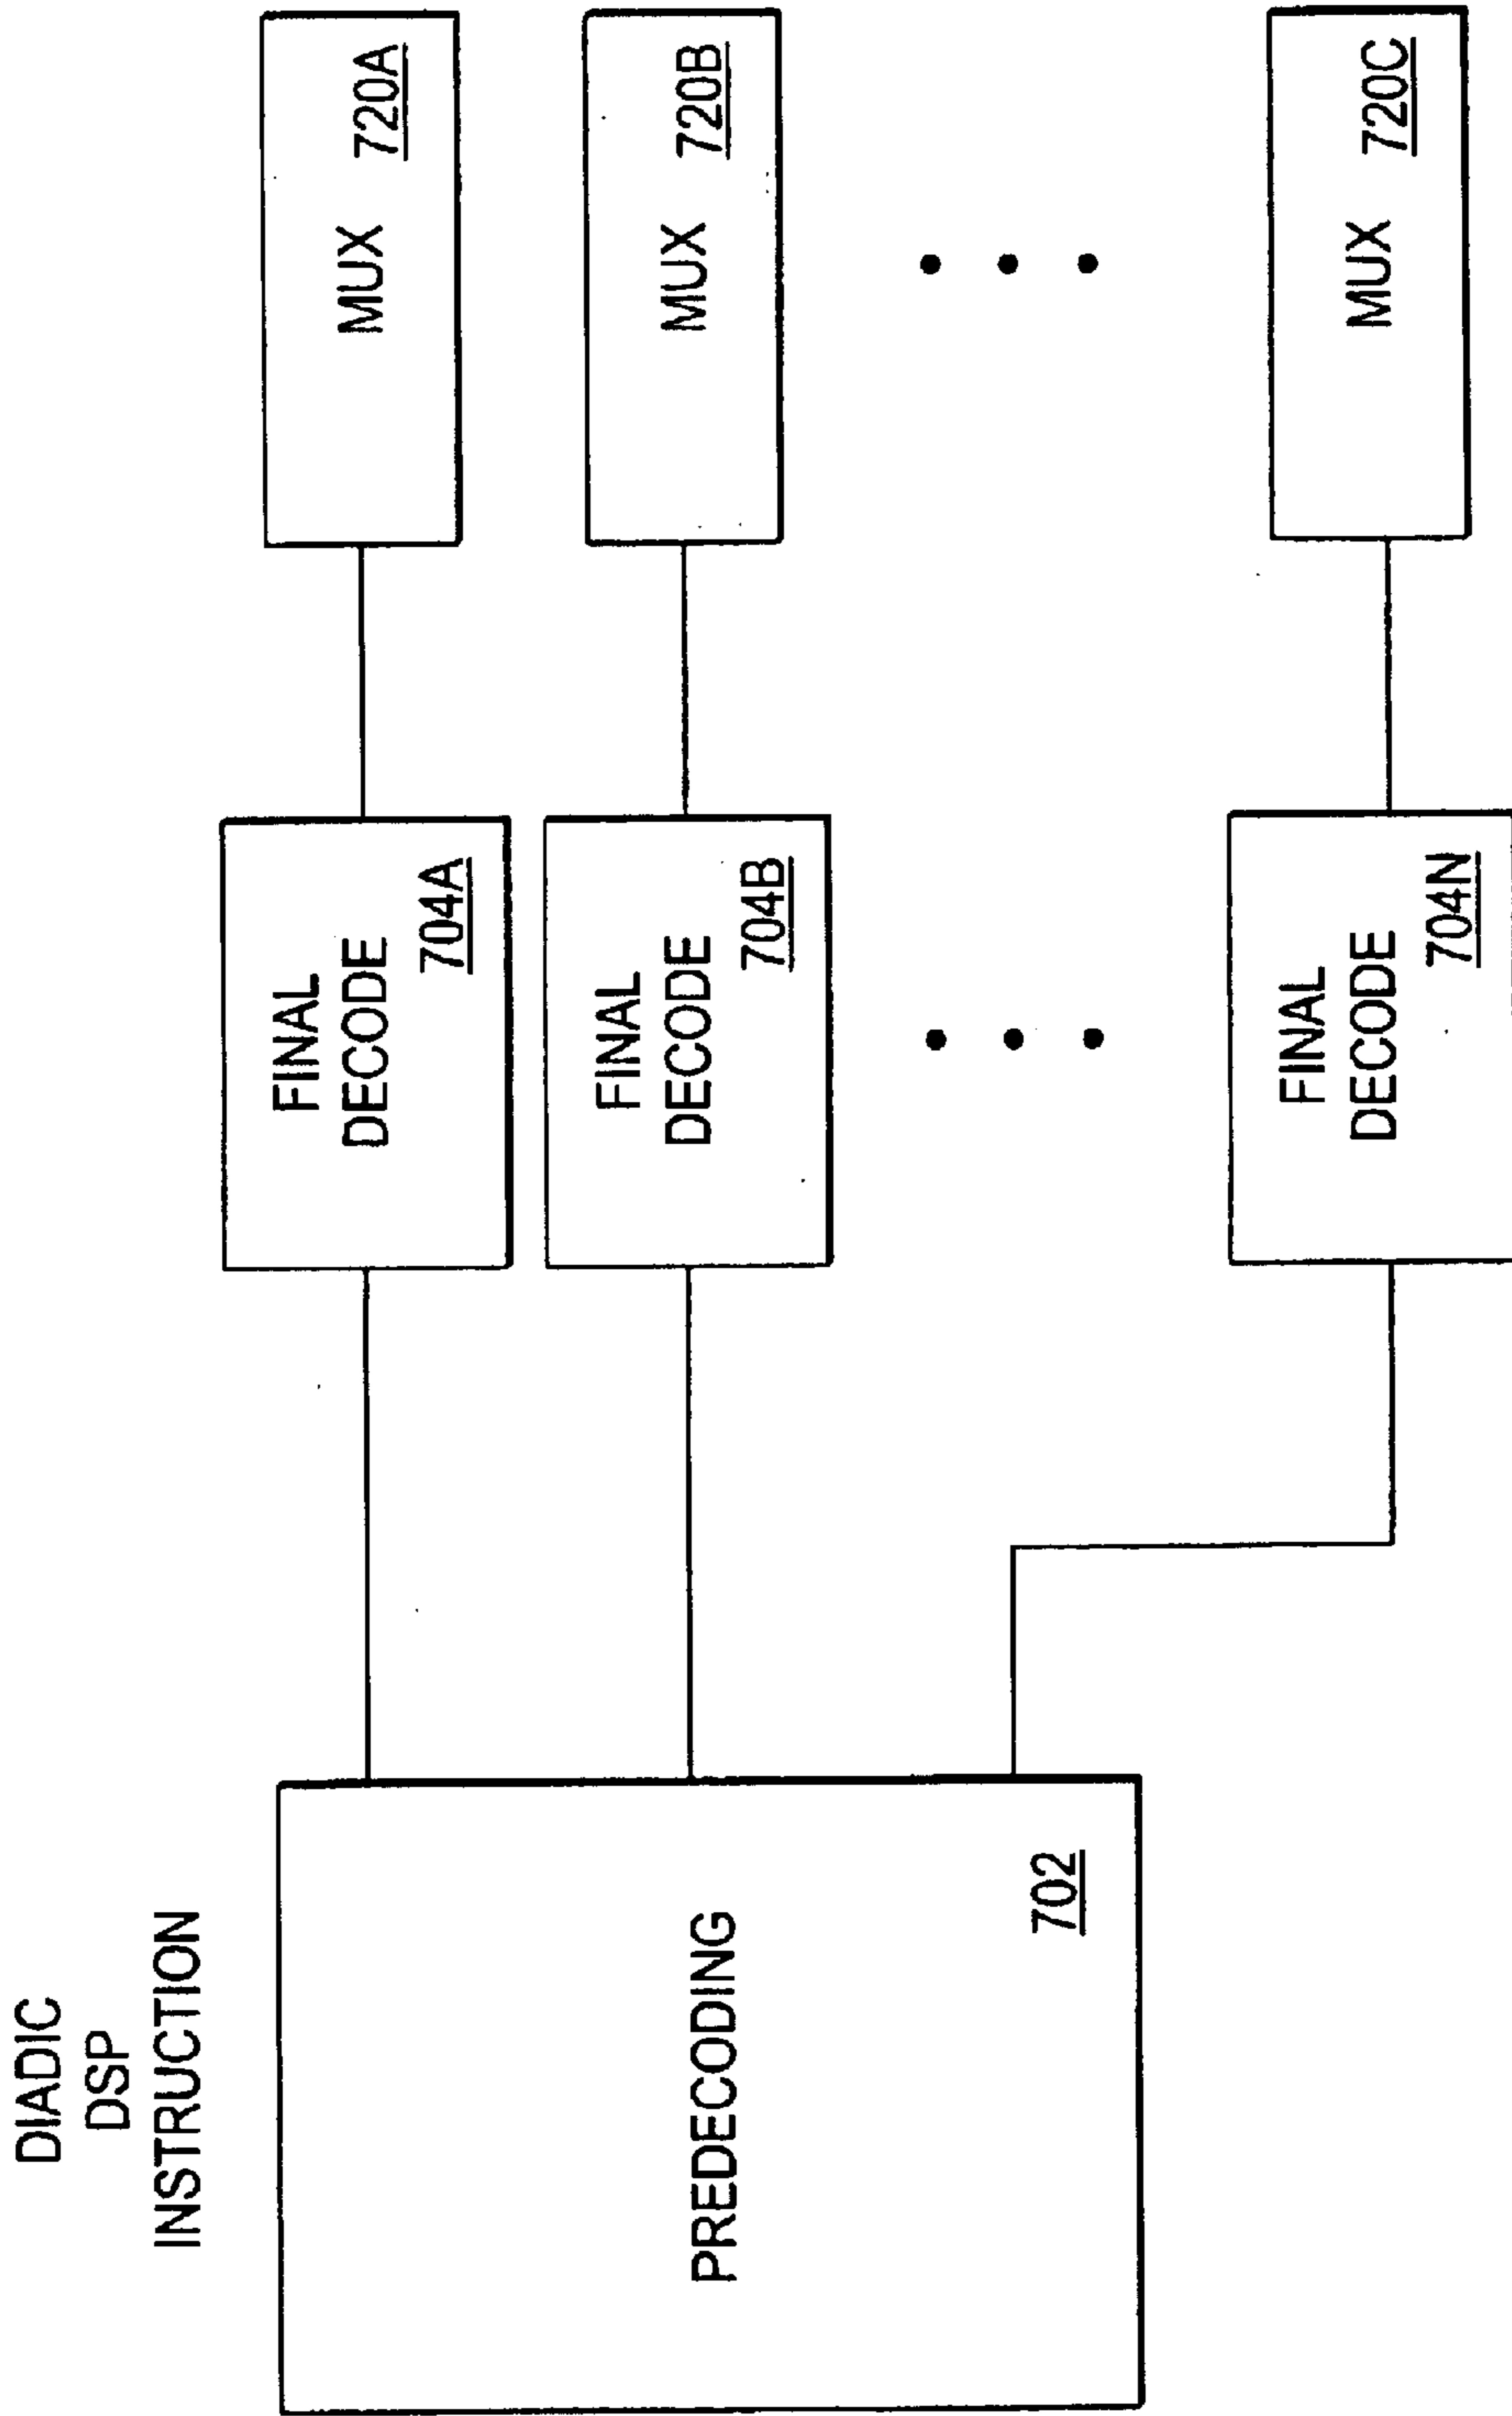 DIADIC
DSP
INSTRUCTION
PREDECODING
702
FINAL
DECODE
704A
FINAL
DECODE
704B
FINAL
DECODE
704N
MUX 720A
MUX 720B
MUX 720C